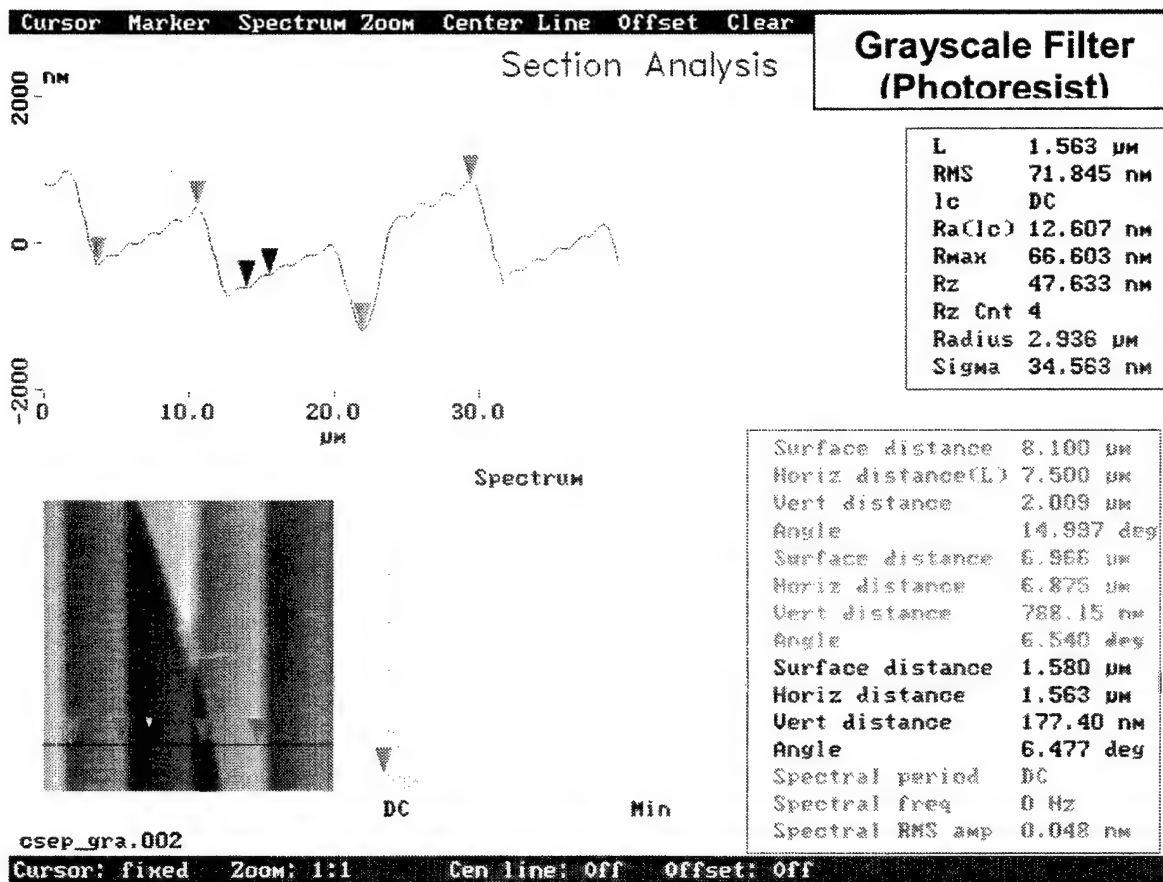 Cursor Marker Spectrum Zoom Center Line Offset Clear
Grayscale Filter
(Photoresist)
Section Analysis
nm
2000
0
-2000
0 10.0 20.0 30.0
µm
L 1.563 µm
RMS 71.845 nm
lc DC
Ra(lc) 12.607 nm
Rmax 66.603 nm
Rz 47.633 nm
Rz Cnt 4
Radius 2.936 µm
Sigma 34.563 nm
Spectrum
DC Min
Surface distance 8.100 µm
Horiz distance(L) 7.500 µm
Vert distance 2.009 µm
Angle 14.997 deg
Surface distance 6.966 µm
Horiz distance 6.875 µm
Vert distance 788.15 nm
Angle 6.540 deg
Surface distance 1.580 µm
Horiz distance 1.563 µm
Vert distance 177.40 nm
Angle 6.477 deg
Spectral period DC
Spectral freq 0 Hz
Spectral RMS amp 0.048 nm
csep_gra.002
Cursor: fixed Zoom: 1:1 Cen line: Off Offset: Off